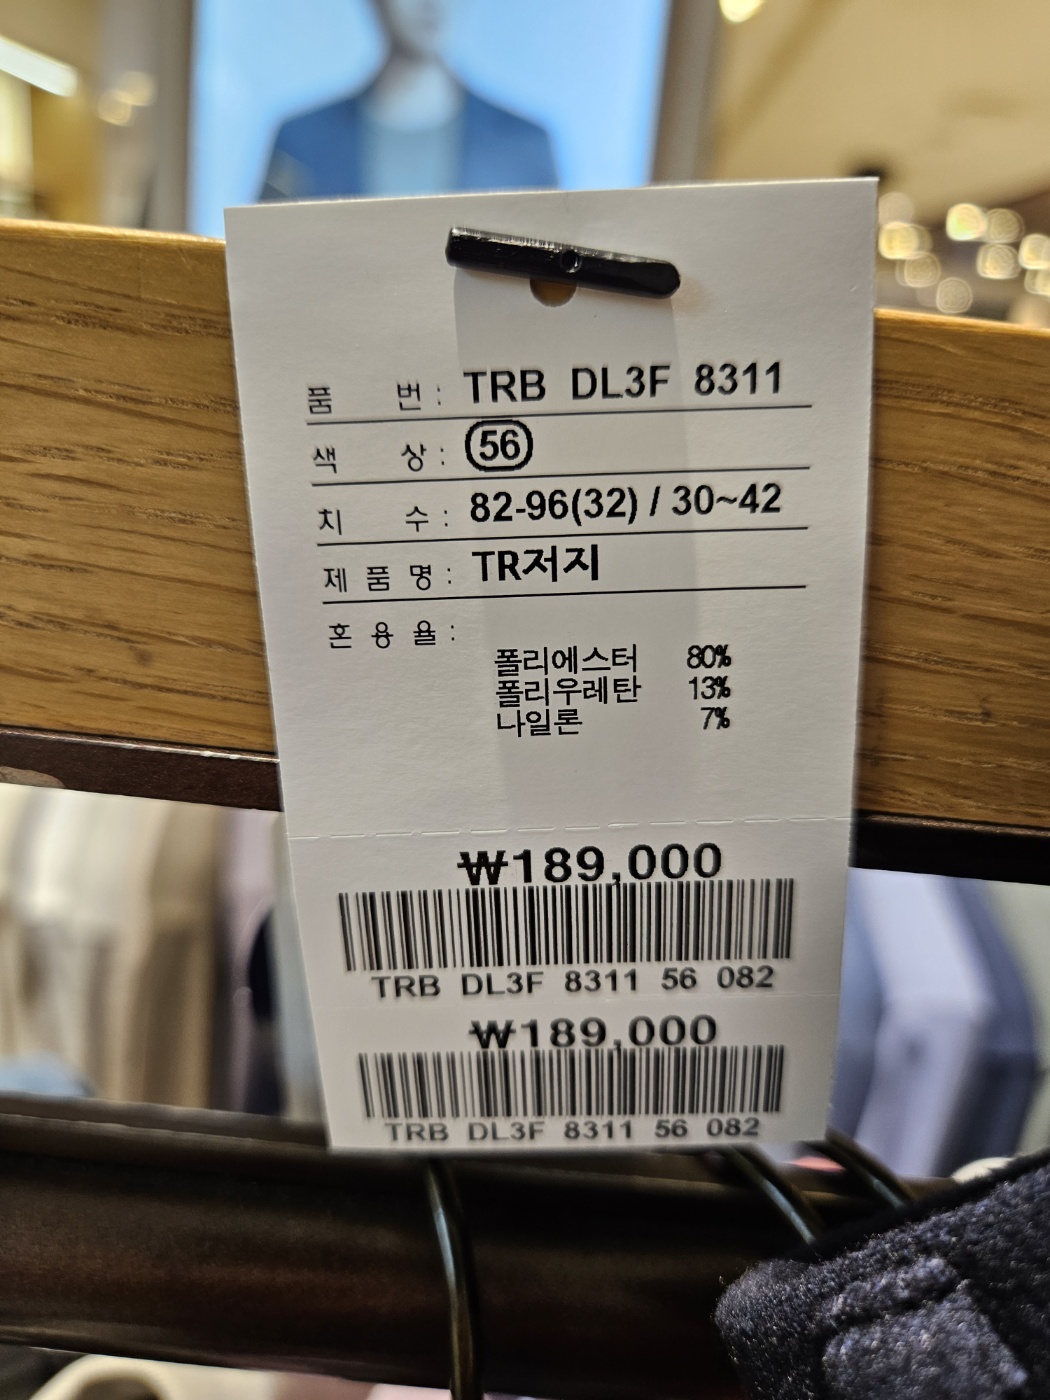 품 번 : TRB DL3F 8311
색 상 : 56
치 수 : 82-96(32) / 30~42
제 품 명 : TR저지
혼 용 율 :
폴리에스터 80%
폴리우레탄 13%
나일론 7%
₩189,000
TRB DL3F 8311 56 082
₩189,000
TRB DL3F 8311 56 082